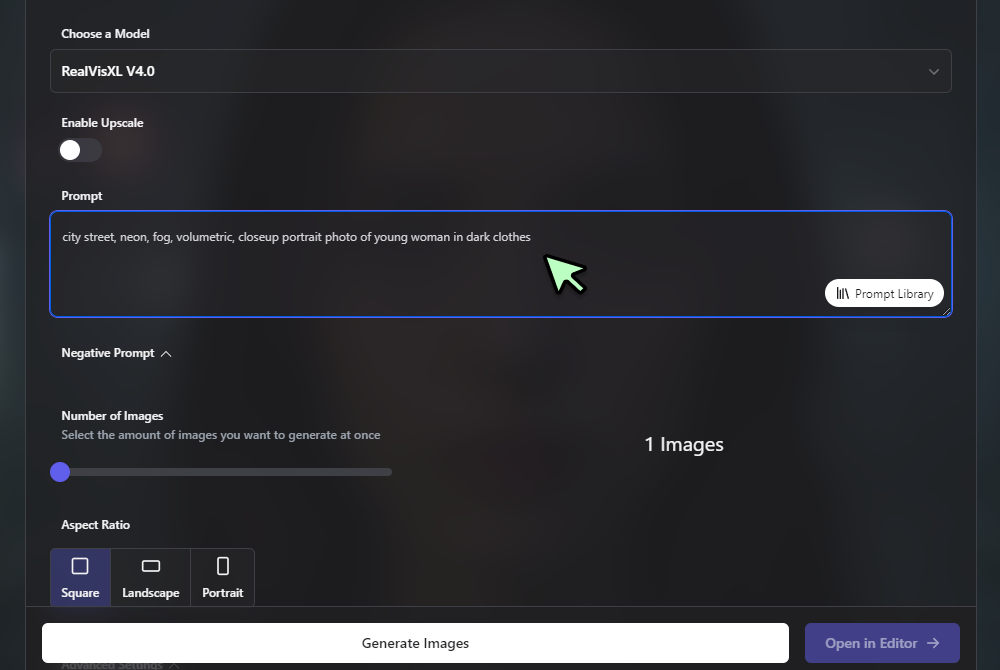 Choose a Model
RealVisXL V4.0
Enable Upscale
Prompt
city street, neon, fog, volumetric, closeup portrait photo of young woman in dark clothes
Prompt Library
Negative Prompt
Number of Images
Select the amount of images you want to generate at once
1 Images
Aspect Ratio
Square Landscape Portrait
Generate Images
Open in Editor
Advanced Settings